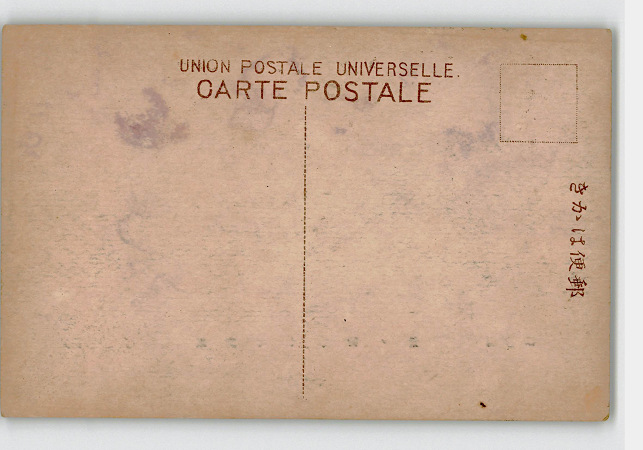 UNION POSTALE UNIVERSELLE.
CARTE POSTALE
きかは便郵